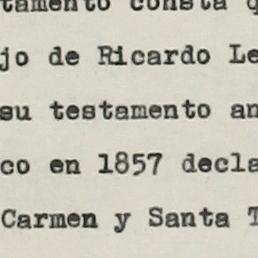 tamento consta q
jo de Ricardo Le
su testamento an
co en 1857 decla
Carmen y Santa T